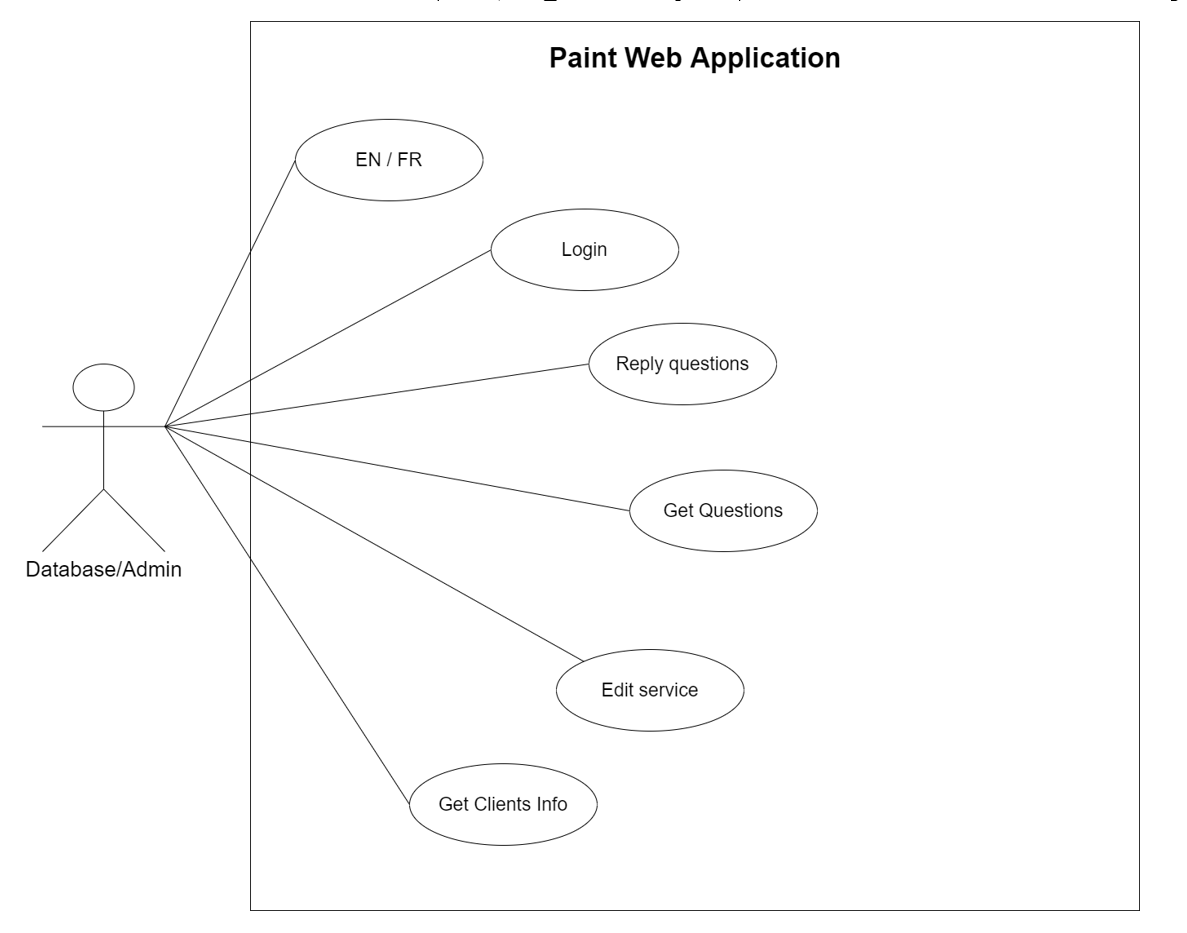 Paint Web Application
EN / FR
Login
Reply questions
Get Questions
Database/Admin
Edit service
Get Clients Info